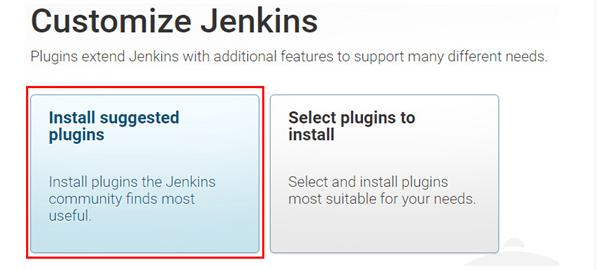 Customize Jenkins
Plugins extend Jenkins with additional features to support many different needs.
Install suggested
plugins
Install plugins the Jenkins
community finds most
useful.
Select plugins to
install
Select and install plugins
most suitable for your needs.